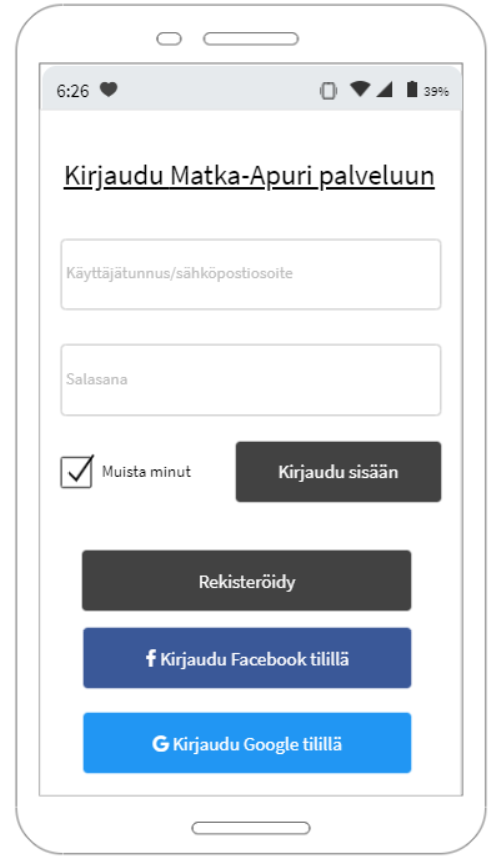 6:26
39%
Kirjaudu Matka-Apuri palveluun
Käyttäjätunnus/sähköpostiosoite
Salasana
Muista minut
Kirjaudu sisään
Rekisteröidy
Kirjaudu Facebook tilillä
Kirjaudu Google tilillä